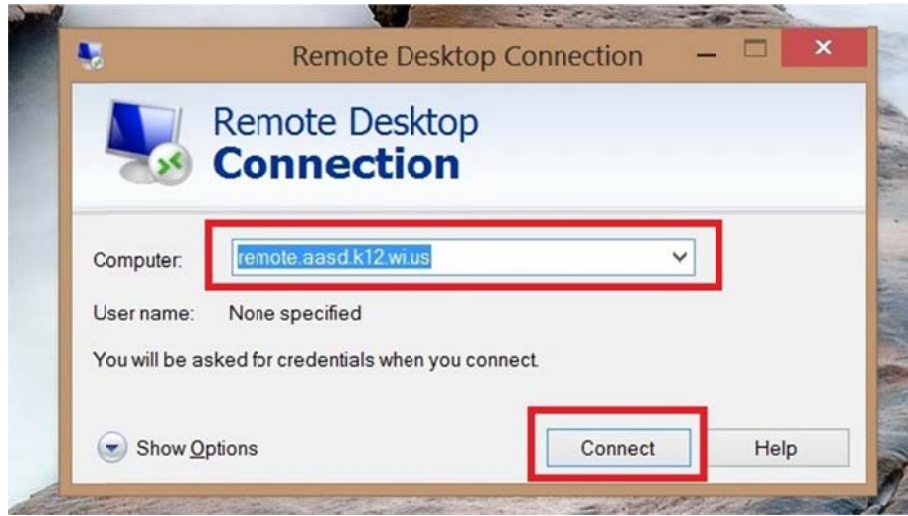 Remote Desktop Connection
Remote Desktop
Connection
Computer: remote.aasd.k12.wi.us
User name: None specified
You will be asked for credentials when you connect.
Show Options Connect Help